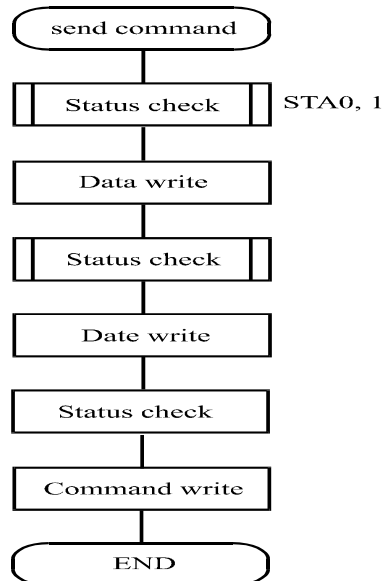 send command
Status check STA0, 1
Data write
Status check
Date write
Status check
Command write
END